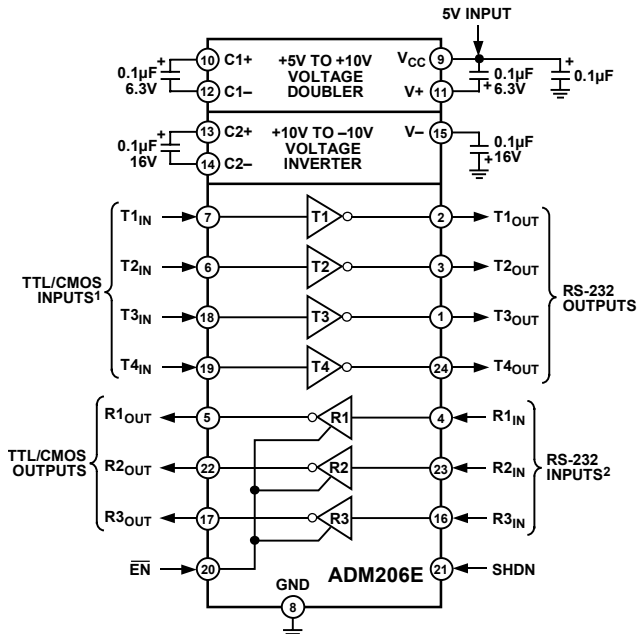 5V INPUT
0.1µF
6.3V
+
10
C1+
12
C1–
+5V TO +10V
VOLTAGE
DOUBLER
VCC
9
V+
11
+
0.1µF
6.3V
+
0.1µF
0.1µF
16V
+
13
C2+
14
C2–
+10V TO –10V
VOLTAGE
INVERTER
V–
15
+
0.1µF
16V
TTL/CMOS
INPUTS1
T1IN
7
T1
2
T1OUT
T2IN
6
T2
3
T2OUT
T3IN
18
T3
1
T3OUT
T4IN
19
T4
24
T4OUT
RS-232
OUTPUTS
TTL/CMOS
OUTPUTS
R1OUT
5
R1
4
R1IN
R2OUT
22
R2
23
R2IN
R3OUT
17
R3
16
R3IN
RS-232
INPUTS2
EN
20
ADM206E
21
SHDN
GND
8